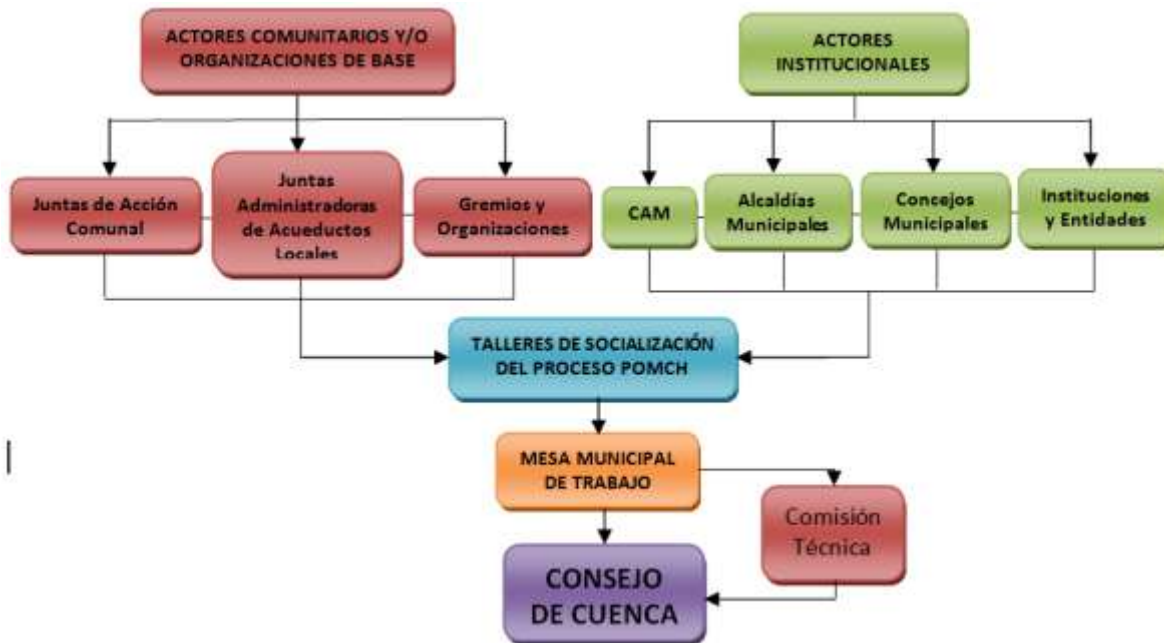 ACTORES COMUNITARIOS Y/O
ORGANIZACIONES DE BASE
ACTORES
INSTITUCIONALES
Juntas de Acción
Comunal
Juntas
Administradoras
de Acueductos
Locales
Gremios y
Organizaciones
CAM
Alcaldías
Municipales
Concejos
Municipales
Instituciones
y Entidades
TALLERES DE SOCIALIZACIÓN
DEL PROCESO POMCH
MESA MUNICIPAL
DE TRABAJO
Comisión
Técnica
CONSEJO
DE CUENCA